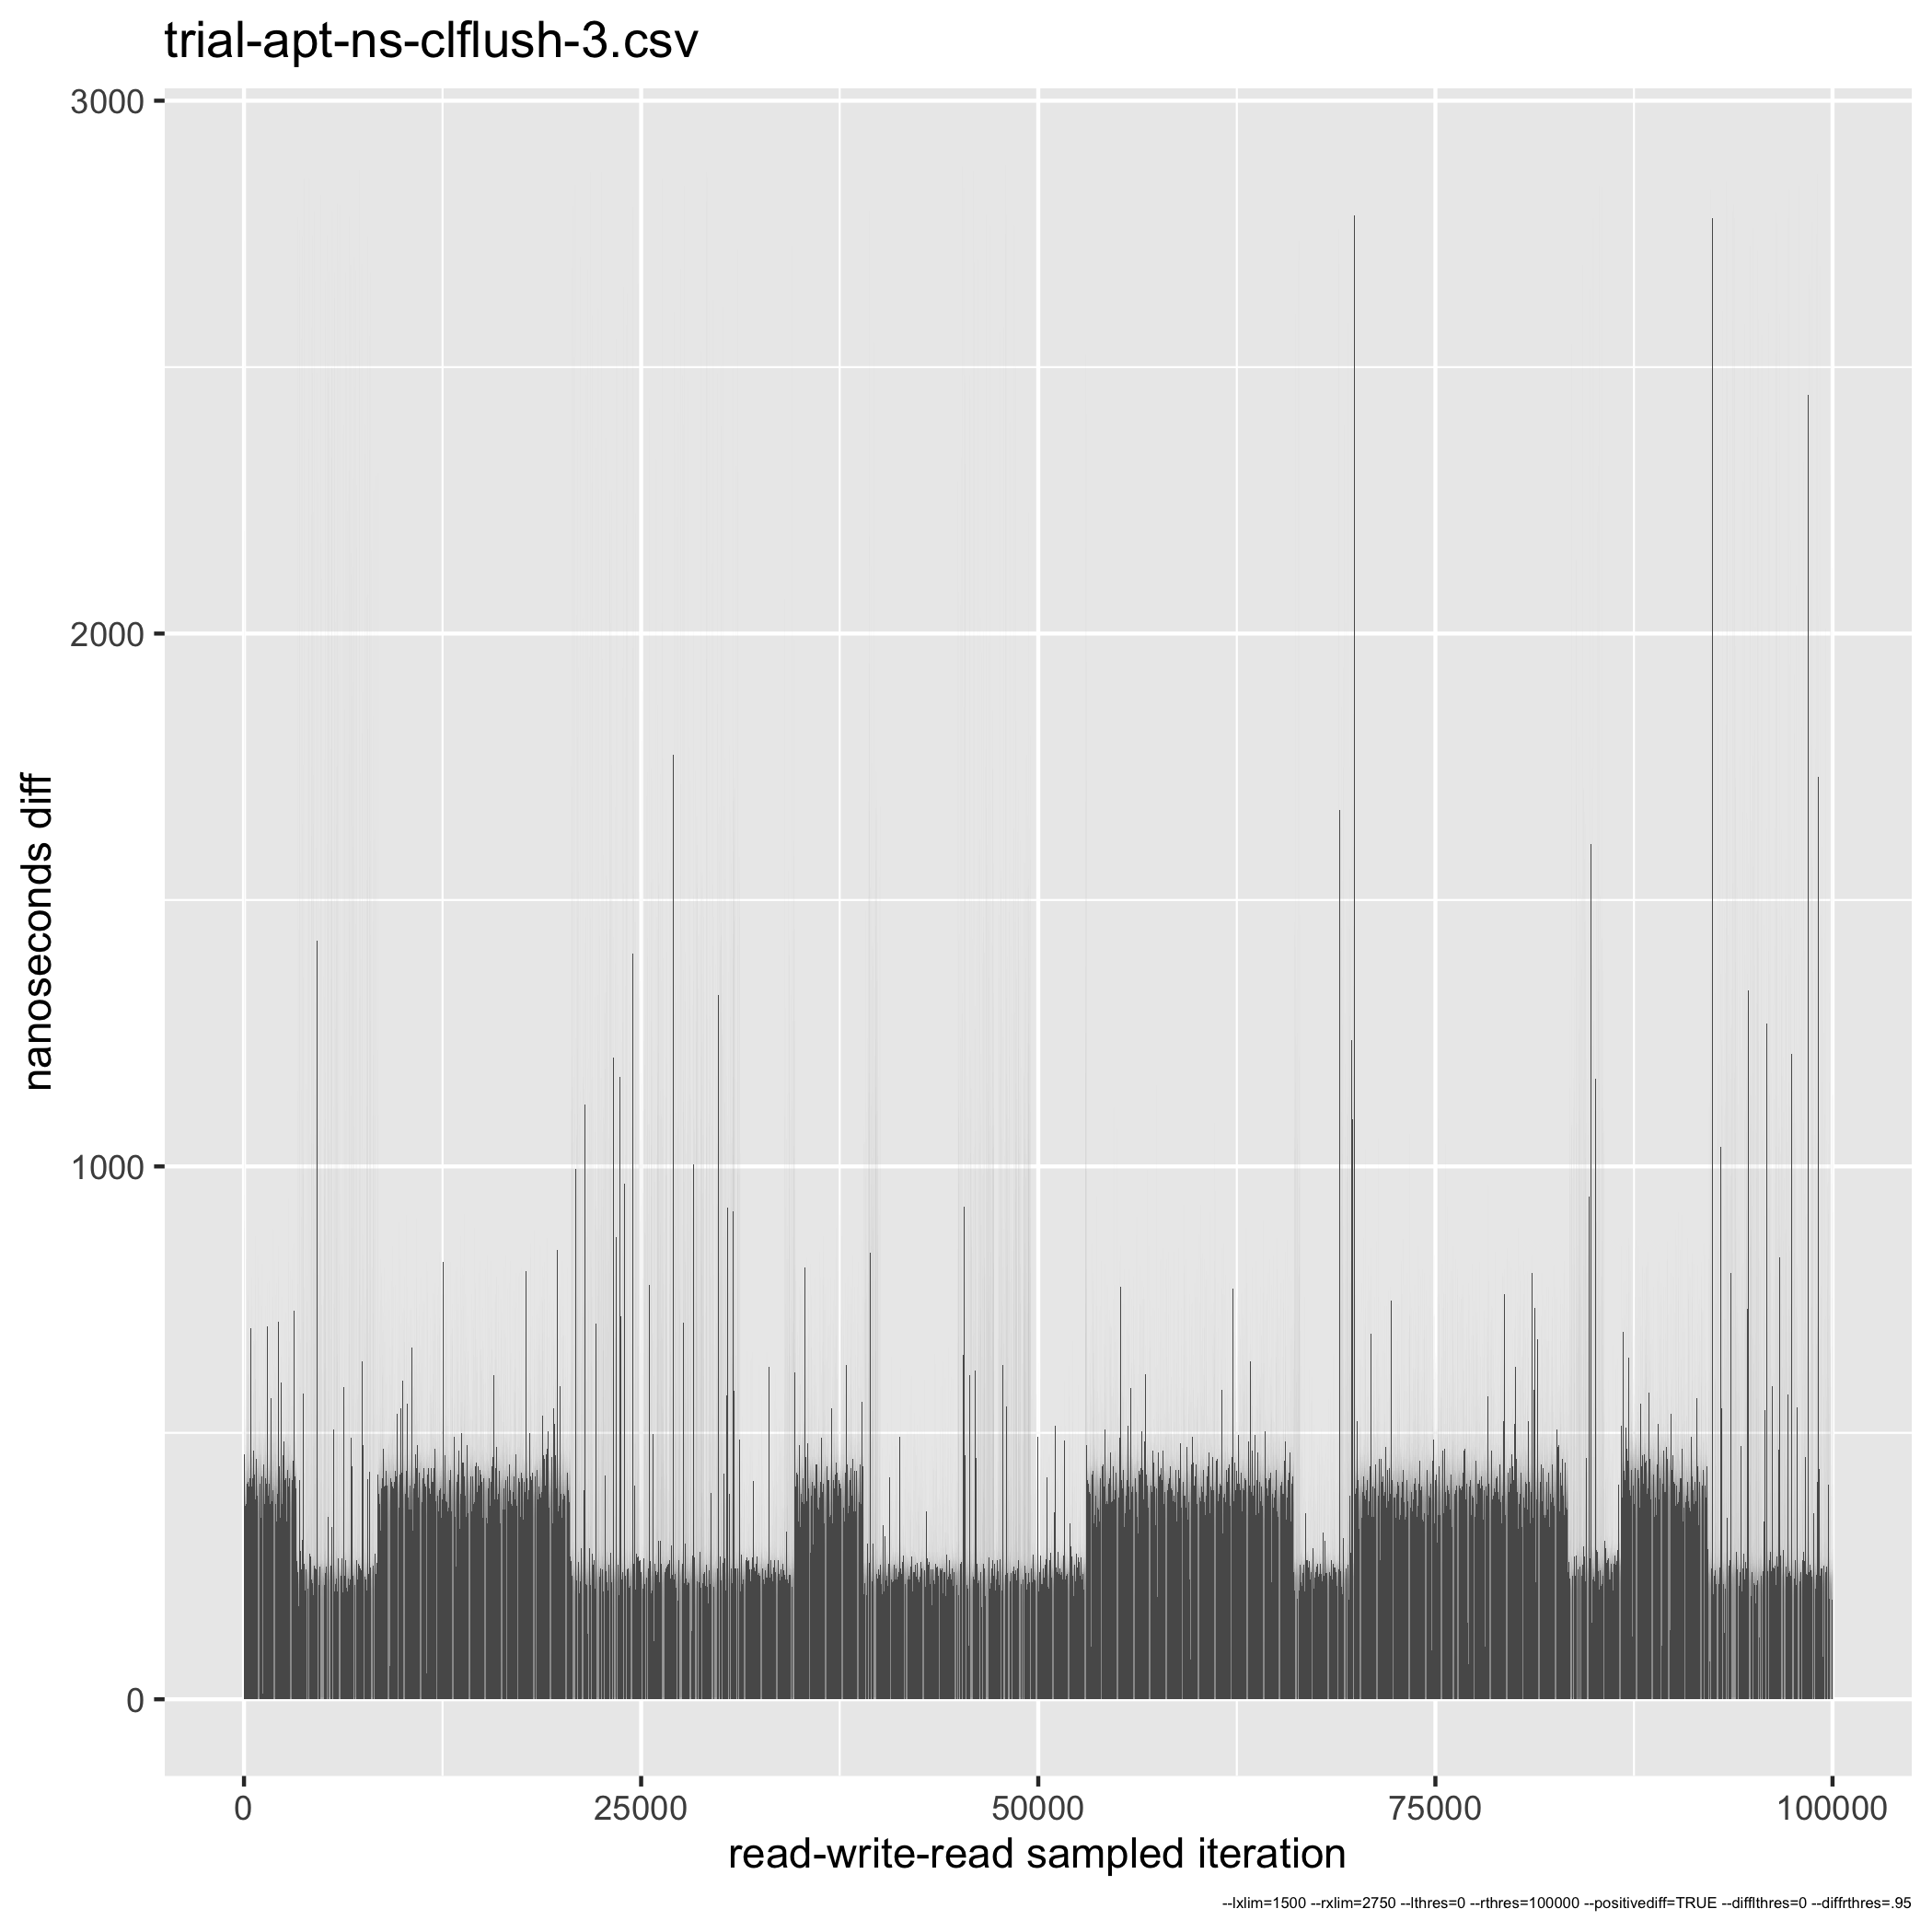 trial-apt-ns-clflush-3.csv
3000
2000
1000
0
nanoseconds diff
0 25000 50000 75000 100000
read-write-read sampled iteration
--lxlim=1500 --rxlim=2750 --lthres=0 --rthres=100000 --positivediff=TRUE --difflthres=0 --diffrthres=.95